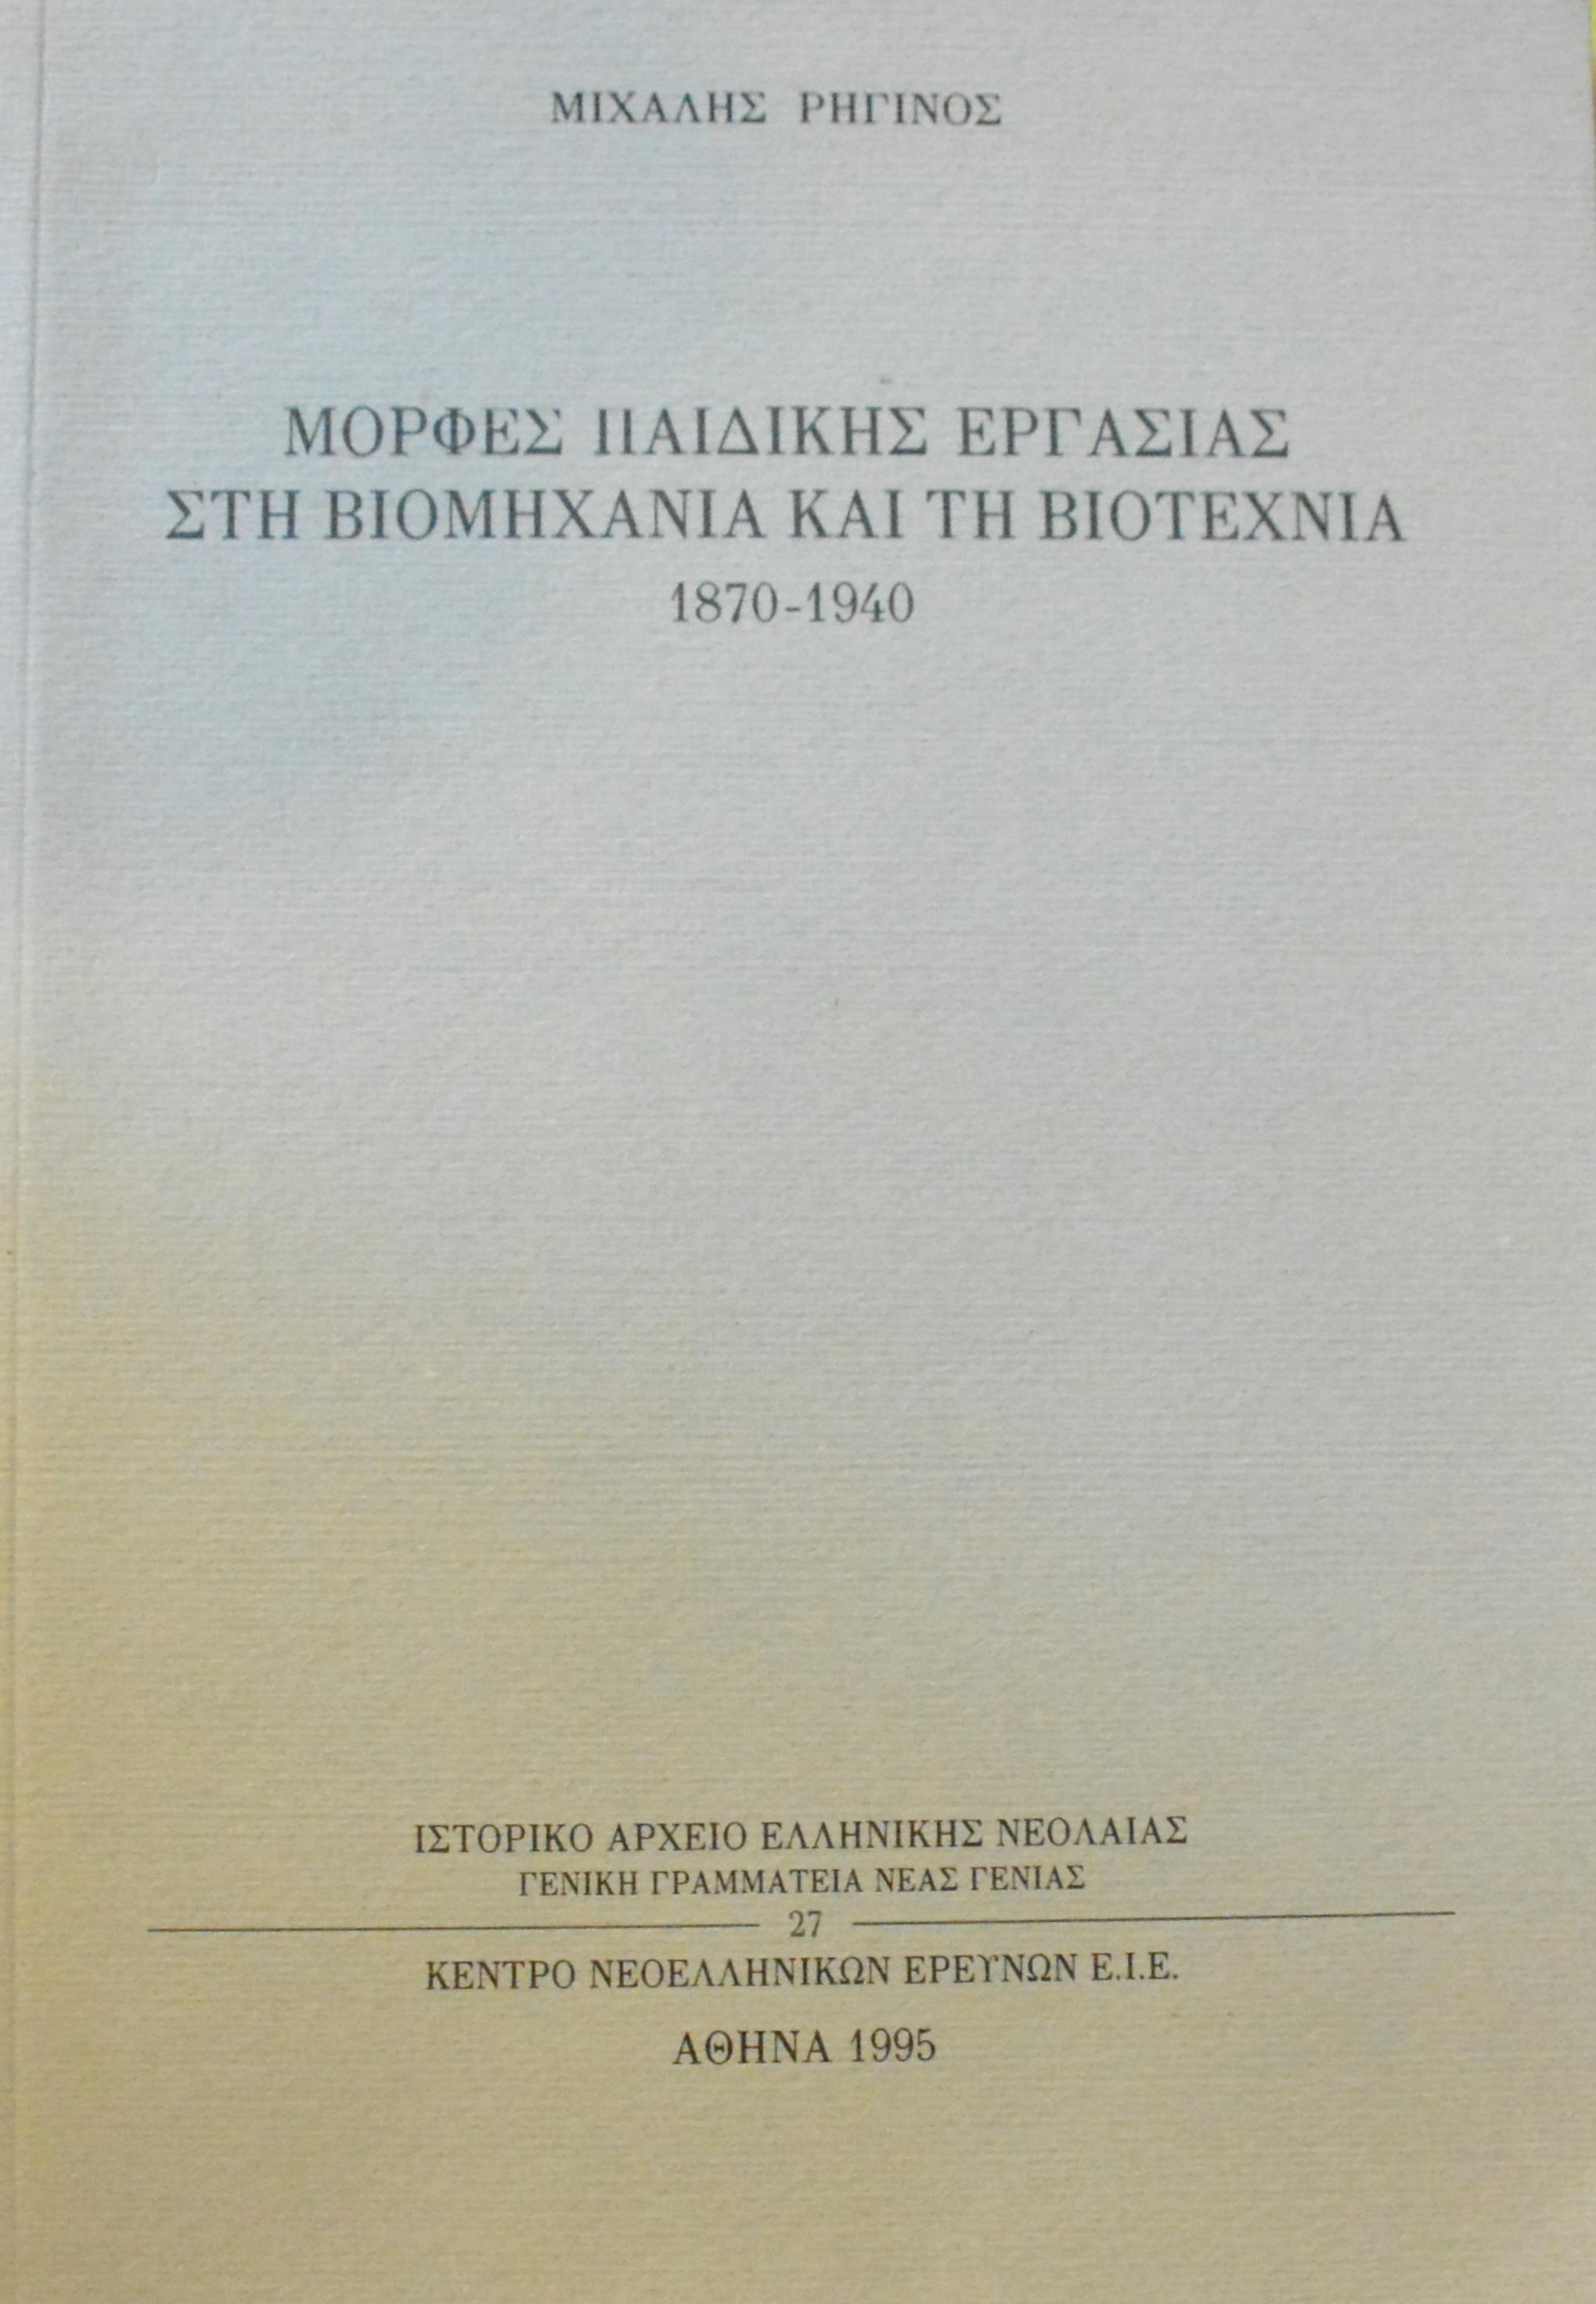 ΜΙΧΑΛΗΣ ΡΗΓΙΝΟΣ
ΜΟΡΦΕΣ ΠΑΙΔΙΚΗΣ ΕΡΓΑΣΙΑΣ
ΣΤΗ ΒΙΟΜΗΧΑΝΙΑ ΚΑΙ ΤΗ ΒΙΟΤΕΧΝΙΑ
1870-1940
ΙΣΤΟΡΙΚΟ ΑΡΧΕΙΟ ΕΛΛΗΝΙΚΗΣ ΝΕΟΛΑΙΑΣ
ΓΕΝΙΚΗ ΓΡΑΜΜΑΤΕΙΑ ΝΕΑΣ ΓΕΝΙΑΣ
27
ΚΕΝΤΡΟ ΝΕΟΕΛΛΗΝΙΚΩΝ ΕΡΕΥΝΩΝ Ε.Ι.Ε.
ΑΘΗΝΑ 1995